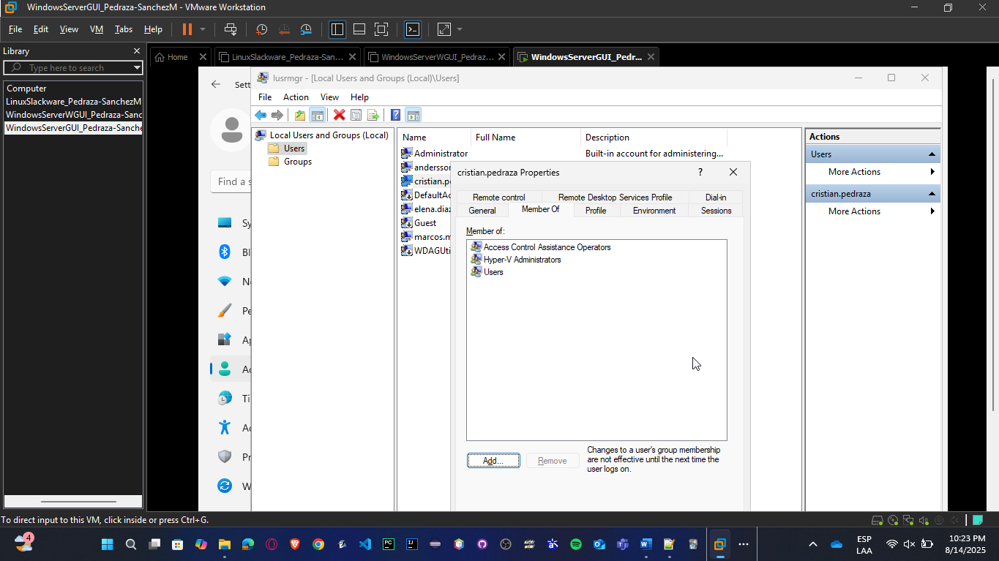 WindowsServerGUI_Pedraza-SanchezM - VMware Workstation
File Edit View VM Tabs Help
Library
Type here to search
Computer
LinuxSlackware_Pedraza-SanchezM
WindowsServerWGUI_Pedraza-Sanc
WindowsServerGUI_Pedraza-Sanche
Home LinuxSlackware_Pedraza-San... WindowsServerWGUI_Pedraz... WindowsServerGUI_Pedr...
Sett
Find a s
Sy
Bl
Ne
Pe
Ap
Ac
Ti
Ac
Pr
W
lusrmgr - [Local Users and Groups (Local)\Users]
File Action View Help
Local Users and Groups (Local)
Users
Groups
Name Full Name Description
Administrator Built-in account for administering...
andersson
cristian.pe
DefaultAc
elena.diaz
Guest
marcos.m
WDAGUti
cristian.pedraza Properties
Remote control Remote Desktop Services Profile Dial-in
General Member Of Profile Environment Sessions
Member of:
Access Control Assistance Operators
Hyper-V Administrators
Users
Add... Remove
Changes to a user's group membership
are not effective until the next time the
user logs on.
Actions
Users
More Actions
cristian.pedraza
More Actions
To direct input to this VM, click inside or press Ctrl+G.
4
ESP
LAA
10:23 PM
8/14/2025